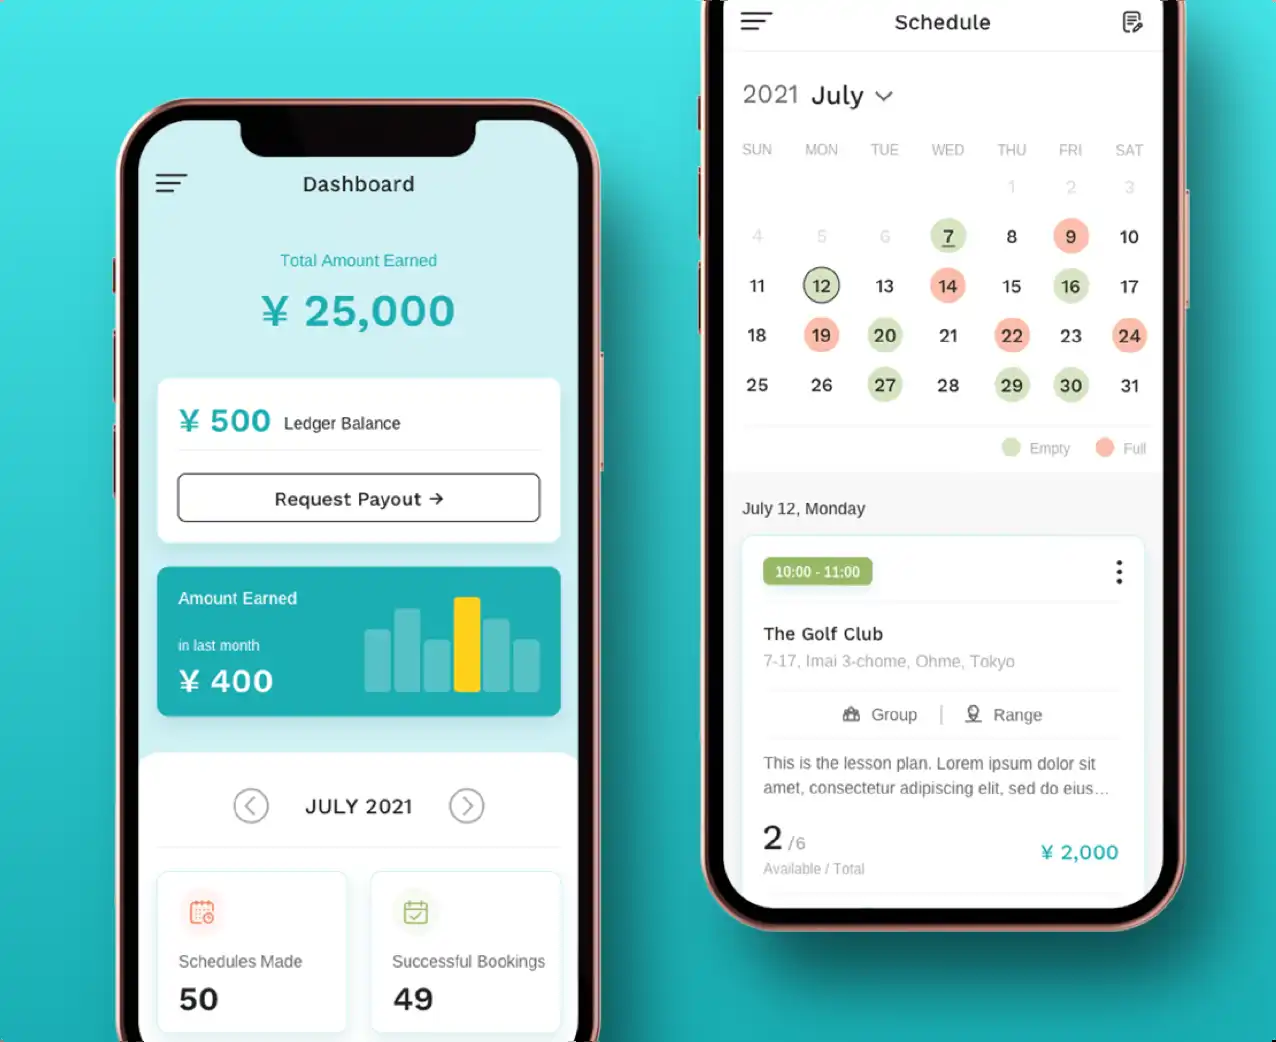 Dashboard
Total Amount Earned
¥ 25,000
¥ 500 Ledger Balance
Request Payout →
Amount Earned
in last month
¥ 400
JULY 2021
Schedules Made
50
Successful Bookings
49
Schedule
2021 July
SUN MON TUE WED THU FRI SAT
1 2 3
4 5 6 7 8 9 10
11 12 13 14 15 16 17
18 19 20 21 22 23 24
25 26 27 28 29 30 31
Empty Full
July 12, Monday
10:00 - 11:00
The Golf Club
7-17, Imai 3-chome, Ohme, Tokyo
Group | Range
This is the lesson plan. Lorem ipsum dolor sit
amet, consectetur adipiscing elit, sed do eius...
2 /6
Available / Total
¥ 2,000